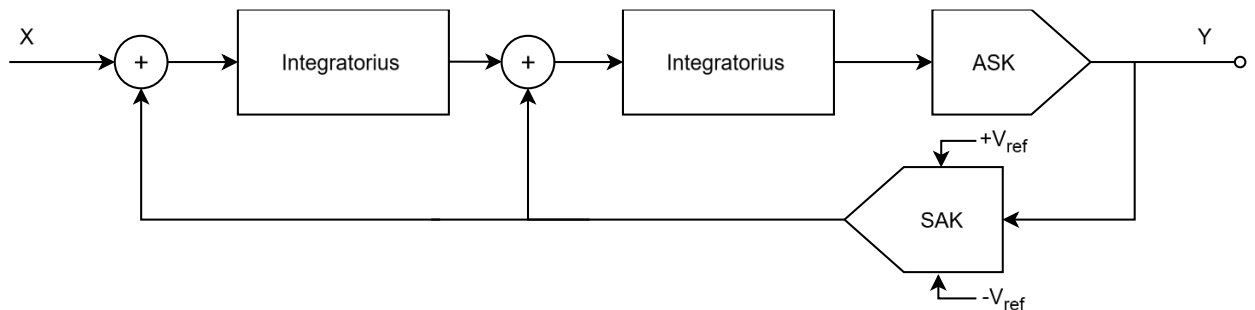 X
+
Integratorius
+
Integratorius
ASK
Y
+Vref
SAK
-Vref